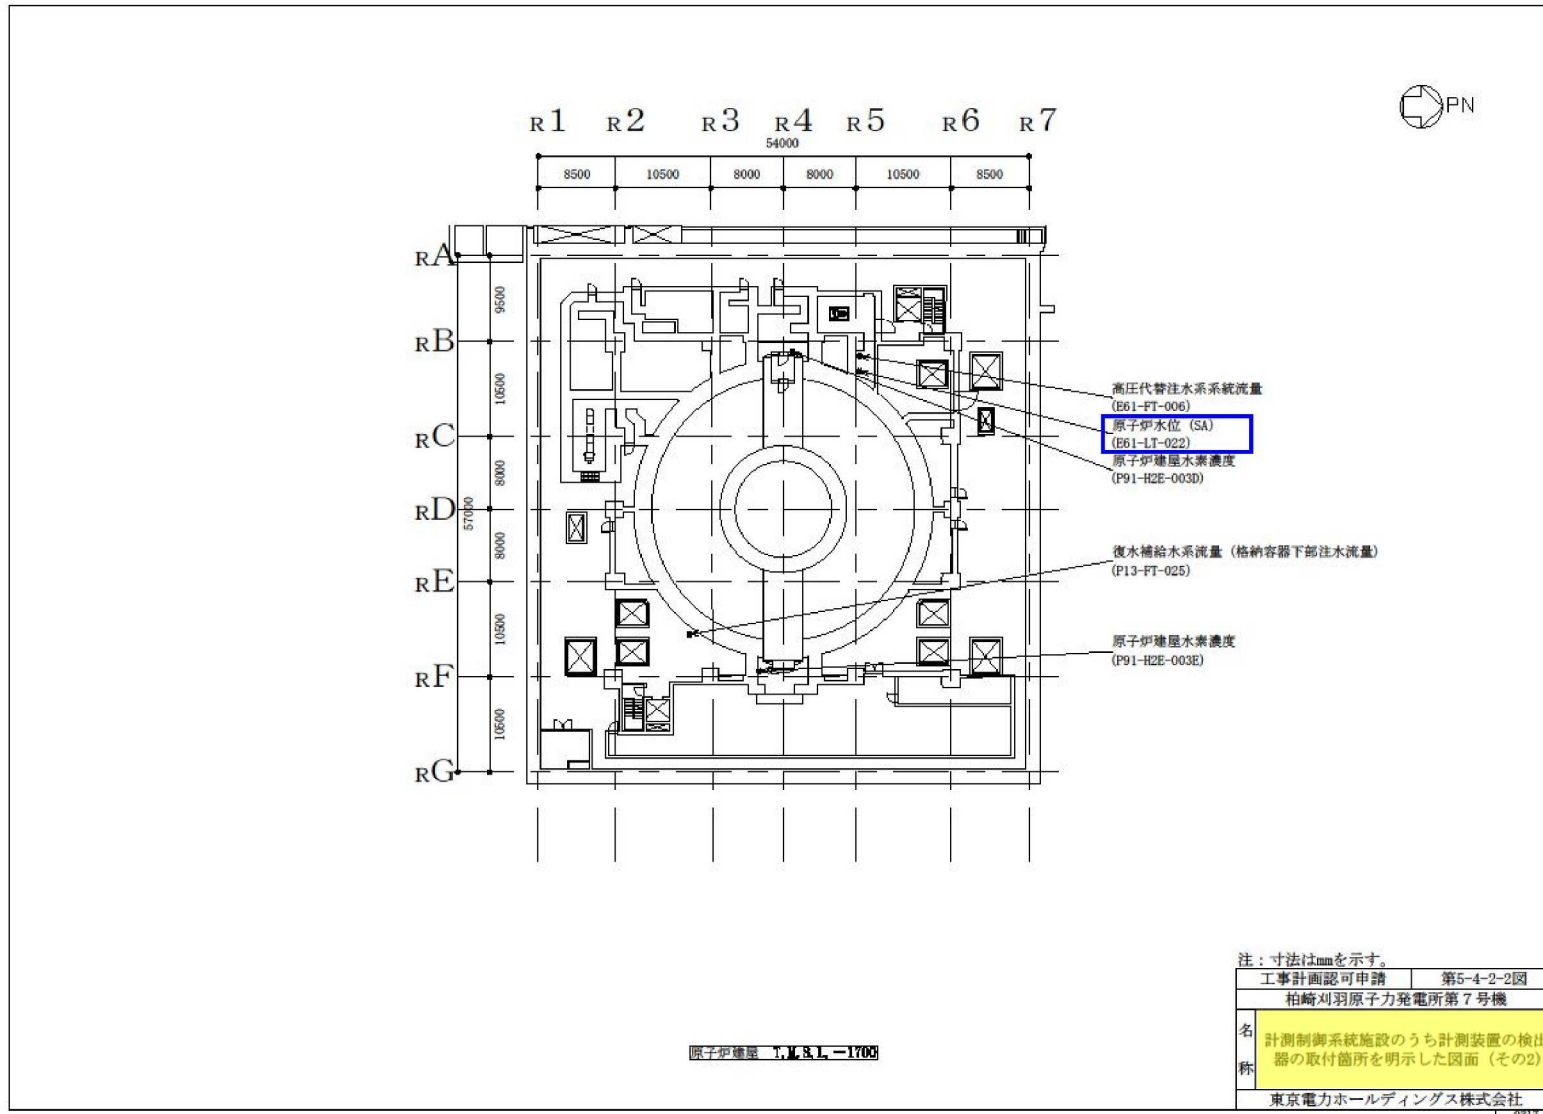 PN
R1 R2 R3 R4 R5 R6 R7
54000
8500 10500 8000 8000 10500 8500
RA
9500
RB
10500
RC
8000
RD
57000
8000
RE
10500
RF
10500
RG
高圧代替注水系系統流量
(E61-FT-006)
原子炉水位 (SA)
(E61-LT-022)
原子炉建屋水素濃度
(P91-H2E-003D)
復水補給水系流量 (格納容器下部注水流量)
(P13-FT-025)
原子炉建屋水素濃度
(P91-H2E-003E)
原子炉建屋 T.M.S.L. -1700
注：寸法は㎜を示す。
工事計画認可申請 第5-4-2-2図
柏崎刈羽原子力発電所第７号機
名称
計測制御系統施設のうち計測装置の検出
器の取付箇所を明示した図面 (その2)
東京電力ホールディングス株式会社